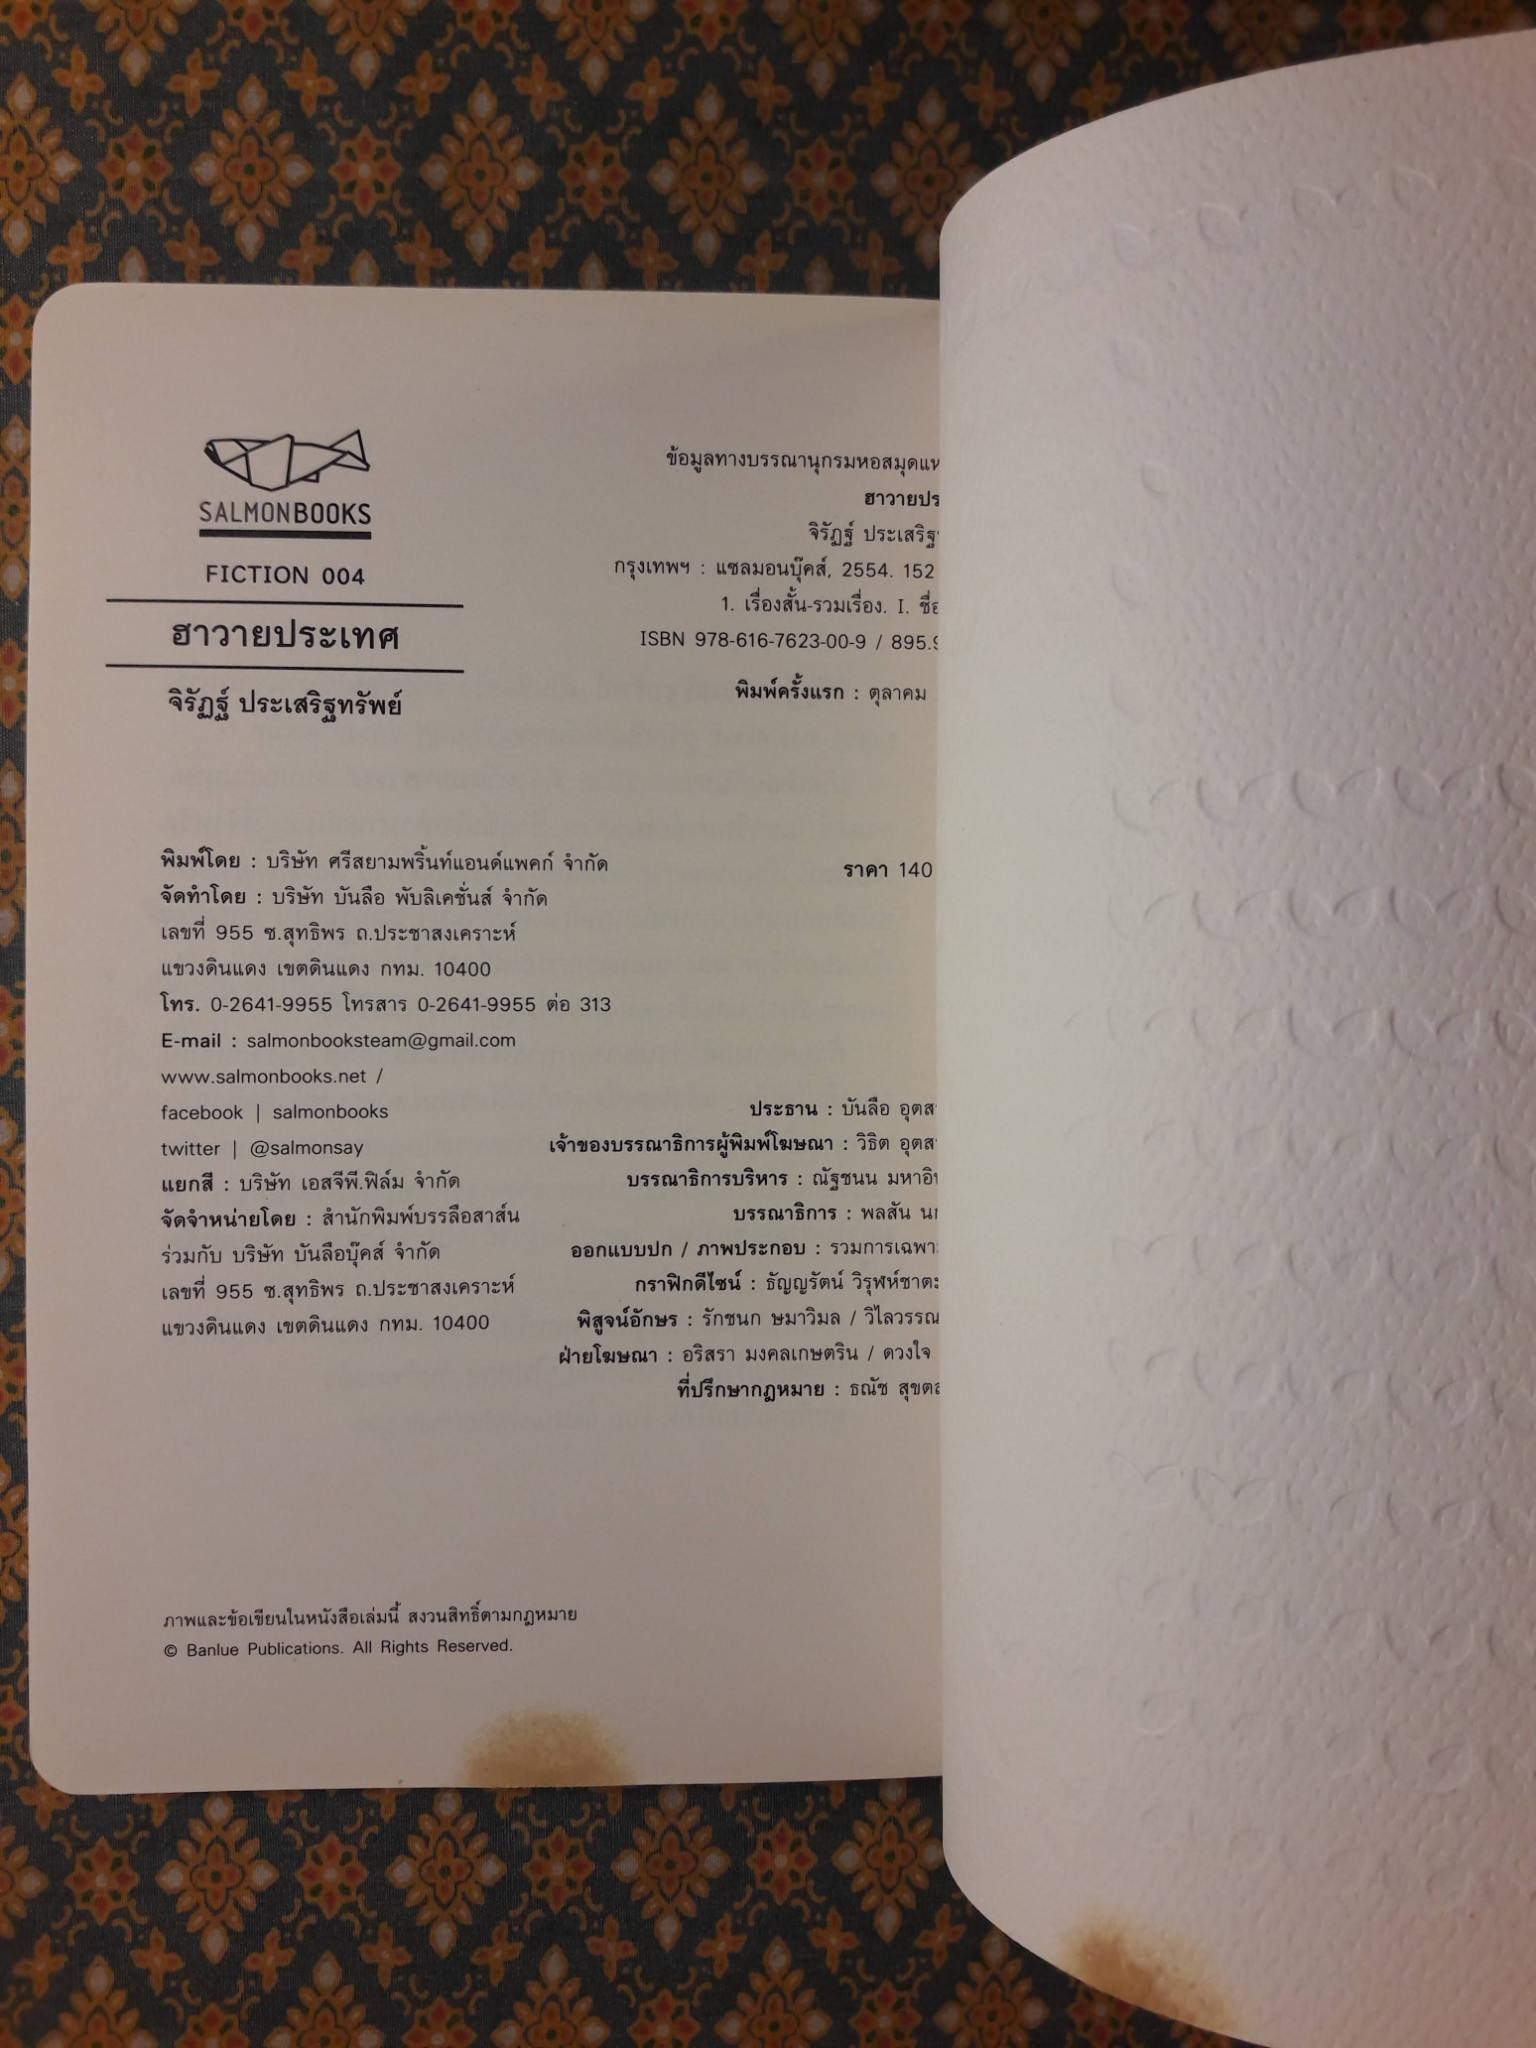 SALMONBOOKS
FICTION 004
ฮาวายประเทศ
จิรัฏฐ์ ประเสริฐทรัพย์
ข้อมูลทางบรรณานุกรมหอสมุดแห
ฮาวายประ
จิรัฏฐ์ ประเสริฐ
กรุงเทพฯ : แซลมอนบุ๊คส์, 2554. 152
1. เรื่องสั้น-รวมเรื่อง. I. ชื่อ
ISBN 978-616-7623-00-9 / 895.9
พิมพ์ครั้งแรก : ตุลาคม
ราคา 140
พิมพ์โดย : บริษัท ศรีสยามพริ้นท์แอนด์แพคก์ จำกัด
จัดทำโดย : บริษัท บันลือ พับลิเคชั่นส์ จำกัด
เลขที่ 955 ซ.สุทธิพร ถ.ประชาสงเคราะห์
แขวงดินแดง เขตดินแดง กทม. 10400
โทร. 0-2641-9955 โทรสาร 0-2641-9955 ต่อ 313
E-mail : salmonbooksteam@gmail.com
www.salmonbooks.net /
facebook | salmonbooks
twitter | @salmonsay
แยกสี : บริษัท เอสจีพี.ฟิล์ม จำกัด
จัดจำหน่ายโดย : สำนักพิมพ์บรรลือสาส์น
ร่วมกับ บริษัท บันลือบุ๊คส์ จำกัด
เลขที่ 955 ซ.สุทธิพร ถ.ประชาสงเคราะห์
แขวงดินแดง เขตดินแดง กทม. 10400
ประธาน : บันลือ อุตส
เจ้าของบรรณาธิการผู้พิมพ์โฆษณา : วิธิต อุตส
บรรณาธิการบริหาร : ณัฐชนน มหาอิ
บรรณาธิการ : พลสัน น
ออกแบบปก / ภาพประกอบ : รวมการเฉพา
กราฟิกดีไซน์ : ธัญญรัตน์ วิรุฬห์ชาตะ
พิสูจน์อักษร : รักชนก ษมาวิมล / วิไลวรรณ
ฝ่ายโฆษณา : อริสรา มงคลเกษตริน / ดวงใจ
ที่ปรึกษากฎหมาย : ธณัช สุขตล
ภาพและข้อเขียนในหนังสือเล่มนี้ สงวนสิทธิ์ตามกฎหมาย
© Banlue Publications. All Rights Reserved.